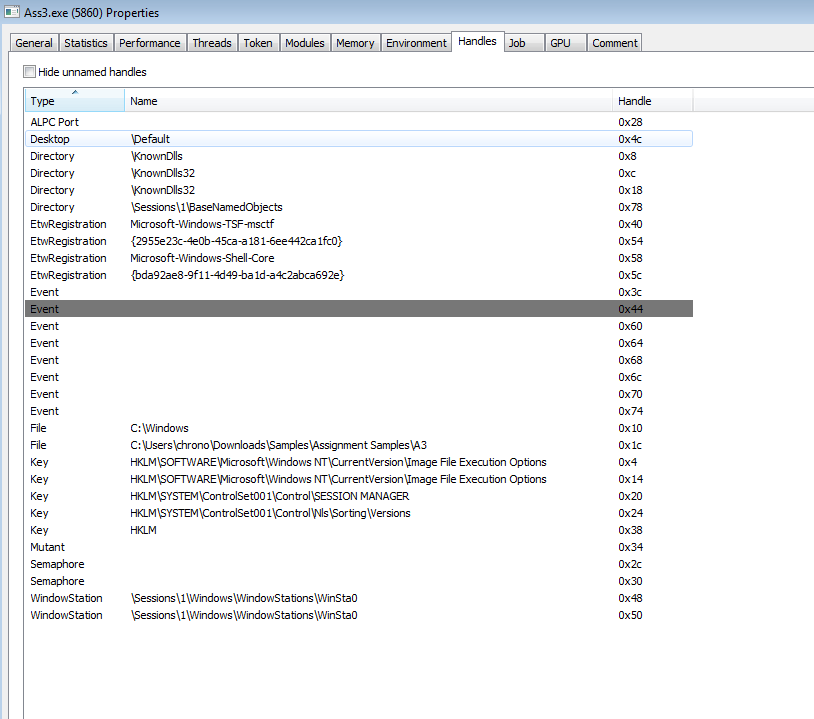 Ass3.exe (5860) Properties
General Statistics Performance Threads Token Modules Memory Environment Handles Job GPU Comment
Hide unnamed handles
Type Name Handle
ALPC Port 0x28
Desktop \Default 0x4c
Directory \KnownDlls 0x8
Directory \KnownDlls32 0xc
Directory \KnownDlls32 0x18
Directory \Sessions\1\BaseNamedObjects 0x78
EtwRegistration Microsoft-Windows-TSF-msctf 0x40
EtwRegistration {2955e23c-4e0b-45ca-a181-6ee442ca1fc0} 0x54
EtwRegistration Microsoft-Windows-Shell-Core 0x58
EtwRegistration {bda92ae8-9f11-4d49-ba1d-a4c2abca692e} 0x5c
Event 0x3c
Event 0x44
Event 0x60
Event 0x64
Event 0x68
Event 0x6c
Event 0x70
Event 0x74
File C:\Windows 0x10
File C:\Users\chrono\Downloads\Samples\Assignment Samples\A3 0x1c
Key HKLM\SOFTWARE\Microsoft\Windows NT\CurrentVersion\Image File Execution Options 0x4
Key HKLM\SOFTWARE\Microsoft\Windows NT\CurrentVersion\Image File Execution Options 0x14
Key HKLM\SYSTEM\ControlSet001\Control\SESSION MANAGER 0x20
Key HKLM\SYSTEM\ControlSet001\Control\Nls\Sorting\Versions 0x24
Key HKLM 0x38
Mutant 0x34
Semaphore 0x2c
Semaphore 0x30
WindowStation \Sessions\1\Windows\WindowStations\WinSta0 0x48
WindowStation \Sessions\1\Windows\WindowStations\WinSta0 0x50